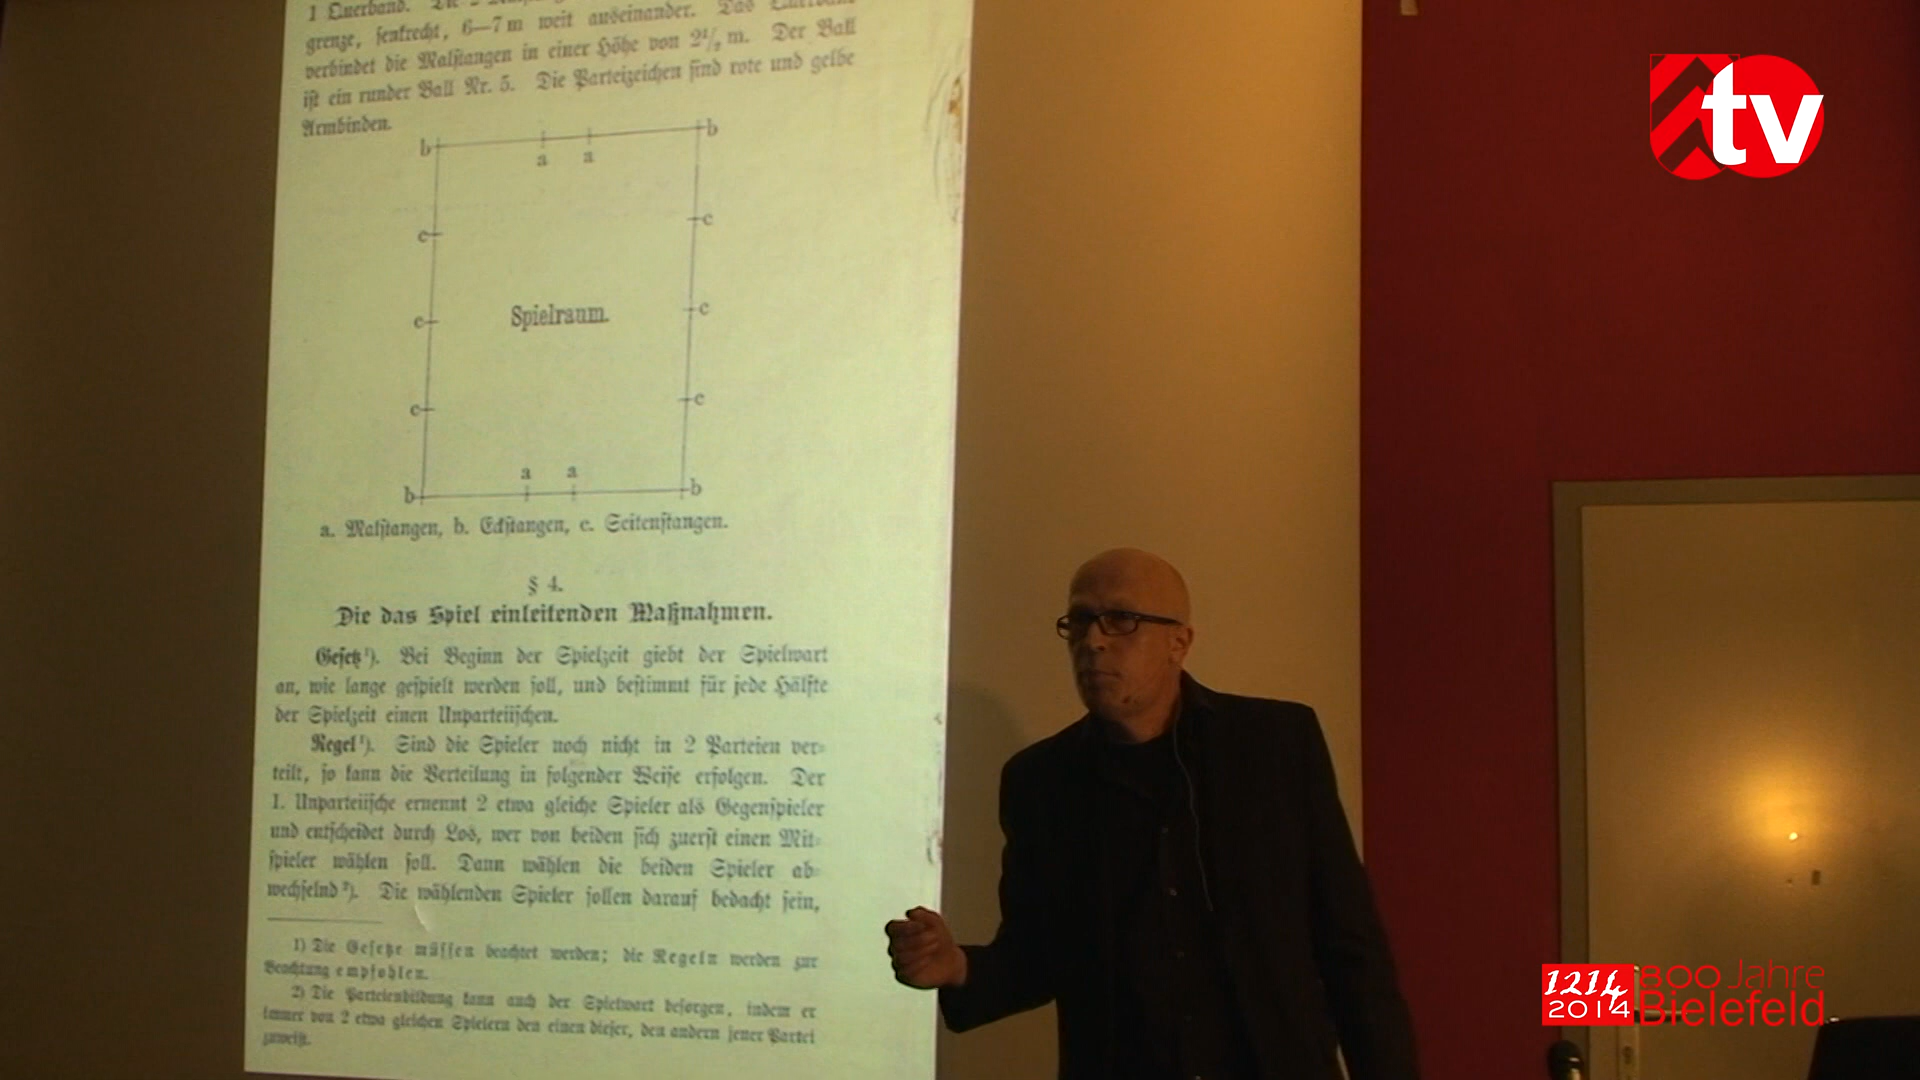 1 Querband. Die 2
grenze, senkrecht, 6—7 m weit auseinander. Das Querband
verbindet die Malstangen in einer Höhe von 2½ m. Der Ball
ist ein runder Ball Nr. 5. Die Parteizeichen sind rote und gelbe
Armbinden.
b b
a a
c c
c c
Spielraum.
c c
a a
b b
a. Malstangen, b. Eckstangen, c. Seitenstangen.
§ 4.
Die das Spiel einleitenden Maßnahmen.
Gesetz¹). Bei Beginn der Spielzeit giebt der Spielwart
an, wie lange gespielt werden soll, und bestimmt für jede Hälfte
der Spielzeit einen Unparteiischen.
Regel¹). Sind die Spieler noch nicht in 2 Parteien ver-
teilt, so kann die Verteilung in folgender Weise erfolgen. Der
1. Unparteiische ernennt 2 etwa gleiche Spieler als Gegenspieler
und entscheidet durch Los, wer von beiden sich zuerst einen Mit-
spieler wählen soll. Dann wählen die beiden Spieler ab-
wechselnd²). Die wählenden Spieler sollen darauf bedacht sein,
1) Die Gesetze müssen beachtet werden; die Regeln werden zur
Beachtung empfohlen.
2) Die Parteienbildung kann auch der Spielwart besorgen, indem er
immer von 2 etwa gleichen Spielern den einen dieser, den andern jener Partei
zuweist.
tv
1214 800 Jahre
2014 Bielefeld